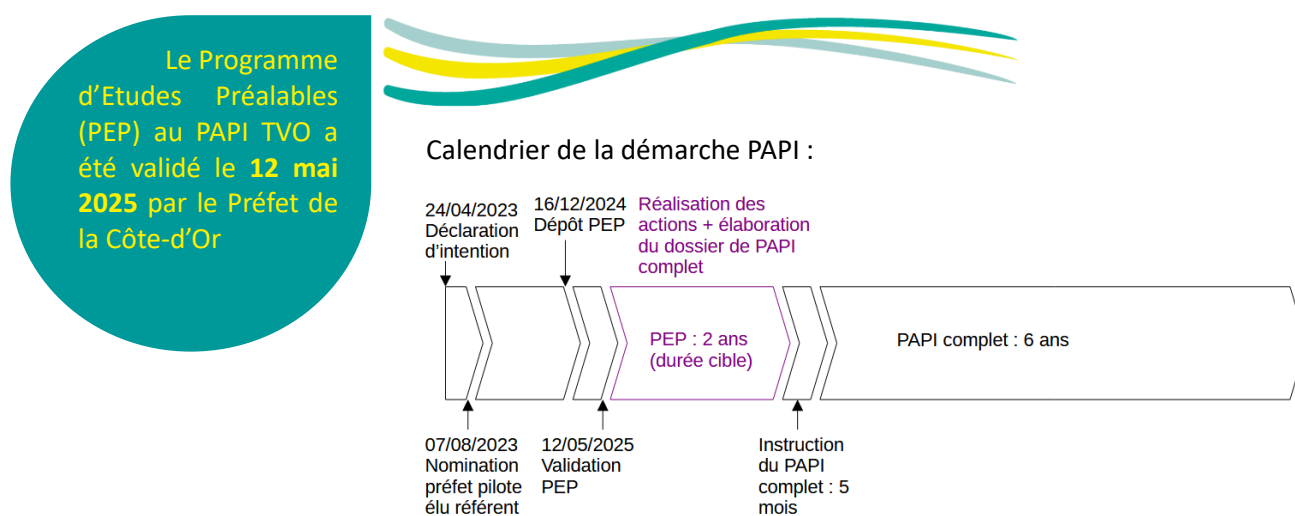 Le Programme
d’Etudes Préalables
(PEP) au PAPI TVO a
été validé le 12 mai
2025 par le Préfet de
la Côte-d’Or
Calendrier de la démarche PAPI :
24/04/2023
Déclaration
d’intention
16/12/2024
Dépôt PEP
Réalisation des
actions + élaboration
du dossier de PAPI
complet
PEP : 2 ans
(durée cible)
PAPI complet : 6 ans
07/08/2023
Nomination
préfet pilote
élu référent
12/05/2025
Validation
PEP
Instruction
du PAPI
complet : 5
mois